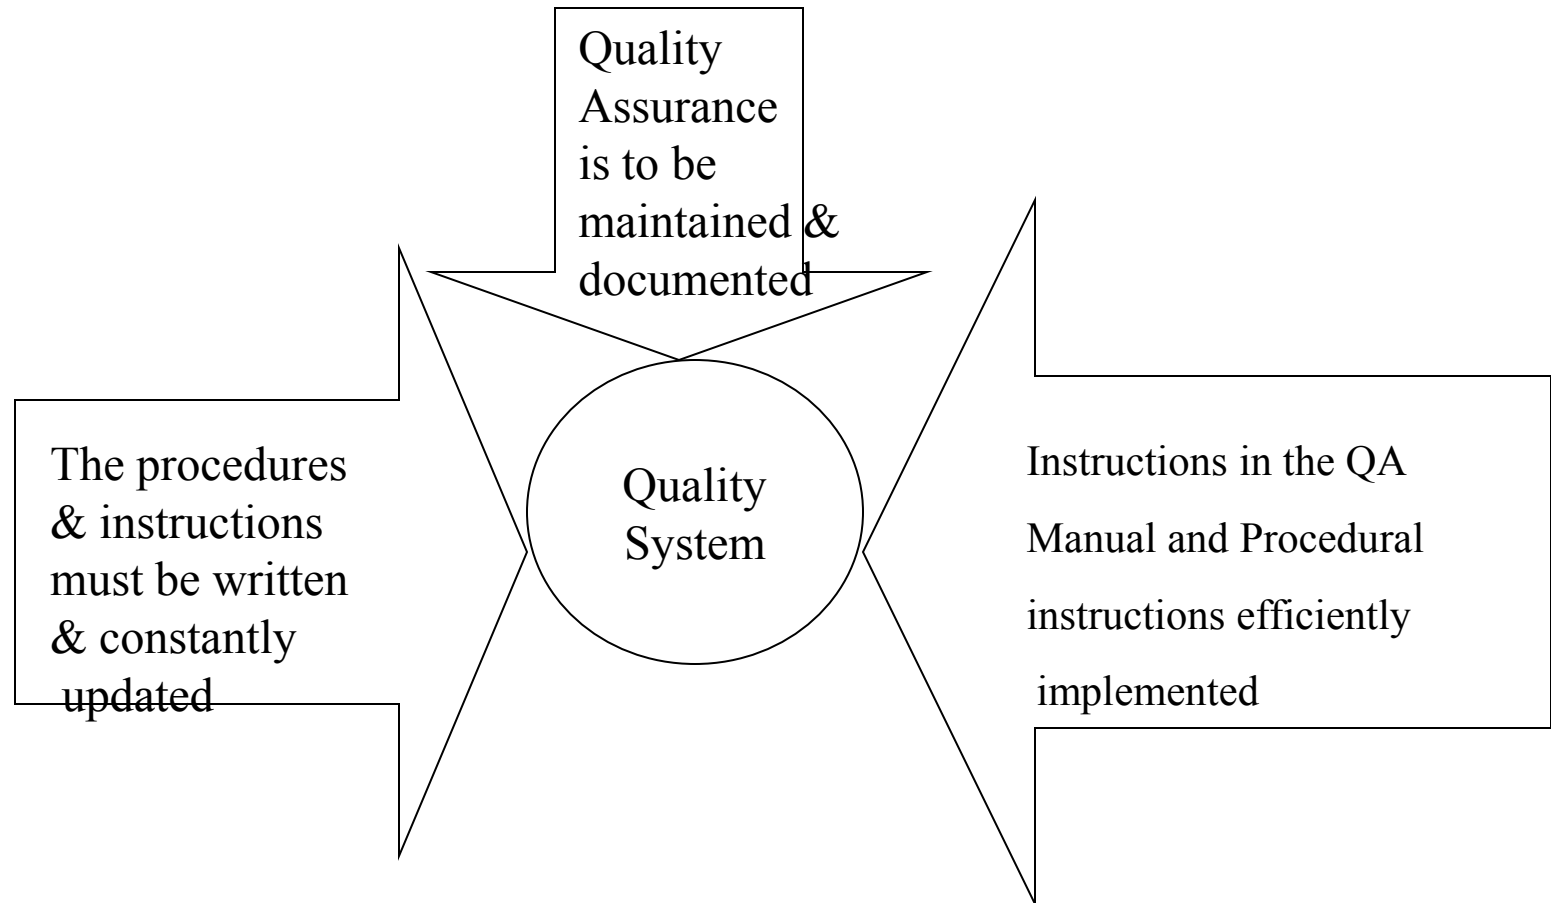 Quality
Assurance
is to be
maintained &
documented
The procedures
& instructions
must be written
& constantly
updated
Quality
System
Instructions in the QA
Manual and Procedural
instructions efficiently
implemented